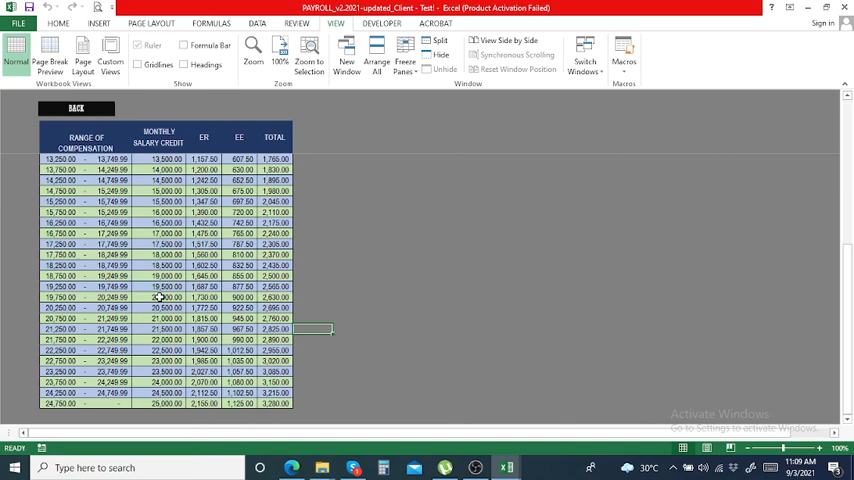 PAYROLL_v2.2021-updated_Client - Test! - Excel (Product Activation Failed)
FILE HOME INSERT PAGE LAYOUT FORMULAS DATA REVIEW VIEW DEVELOPER ACROBAT Sign in
Normal Page Break Preview Page Layout Custom Views
Workbook Views
Ruler Formula Bar
Gridlines Headings
Show
Zoom 100% Zoom to Selection
Zoom
New Window Arrange All Freeze Panes
Split
Hide
Unhide
View Side by Side
Synchronous Scrolling
Reset Window Position
Window
Switch Windows
Macros
Macros
BACK
RANGE OF COMPENSATION MONTHLY SALARY CREDIT ER EE TOTAL
13,250.00 - 13,749.99 13,500.00 1,157.50 607.50 1,765.00
13,750.00 - 14,249.99 14,000.00 1,200.00 630.00 1,830.00
14,250.00 - 14,749.99 14,500.00 1,242.50 652.50 1,895.00
14,750.00 - 15,249.99 15,000.00 1,305.00 675.00 1,980.00
15,250.00 - 15,749.99 15,500.00 1,347.50 697.50 2,045.00
15,750.00 - 16,249.99 16,000.00 1,390.00 720.00 2,110.00
16,250.00 - 16,749.99 16,500.00 1,432.50 742.50 2,175.00
16,750.00 - 17,249.99 17,000.00 1,475.00 765.00 2,240.00
17,250.00 - 17,749.99 17,500.00 1,517.50 787.50 2,305.00
17,750.00 - 18,249.99 18,000.00 1,560.00 810.00 2,370.00
18,250.00 - 18,749.99 18,500.00 1,602.50 832.50 2,435.00
18,750.00 - 19,249.99 19,000.00 1,645.00 855.00 2,500.00
19,250.00 - 19,749.99 19,500.00 1,687.50 877.50 2,565.00
19,750.00 - 20,249.99 1,730.00 900.00 2,630.00
20,250.00 - 20,749.99 20,500.00 1,772.50 922.50 2,695.00
20,750.00 - 21,249.99 21,000.00 1,815.00 945.00 2,760.00
21,250.00 - 21,749.99 21,500.00 1,857.50 967.50 2,825.00
21,750.00 - 22,249.99 22,000.00 1,900.00 990.00 2,890.00
22,250.00 - 22,749.99 22,500.00 1,942.50 1,012.50 2,955.00
22,750.00 - 23,249.99 23,000.00 1,985.00 1,035.00 3,020.00
23,250.00 - 23,749.99 23,500.00 2,027.50 1,057.50 3,085.00
23,750.00 - 24,249.99 24,000.00 2,070.00 1,080.00 3,150.00
24,250.00 - 24,749.99 24,500.00 2,112.50 1,102.50 3,215.00
24,750.00 - - 25,000.00 2,155.00 1,125.00 3,280.00
Activate Windows
Go to Settings to activate Windows.
READY 100%
Type here to search
30°C
11:09 AM
9/3/2021
3